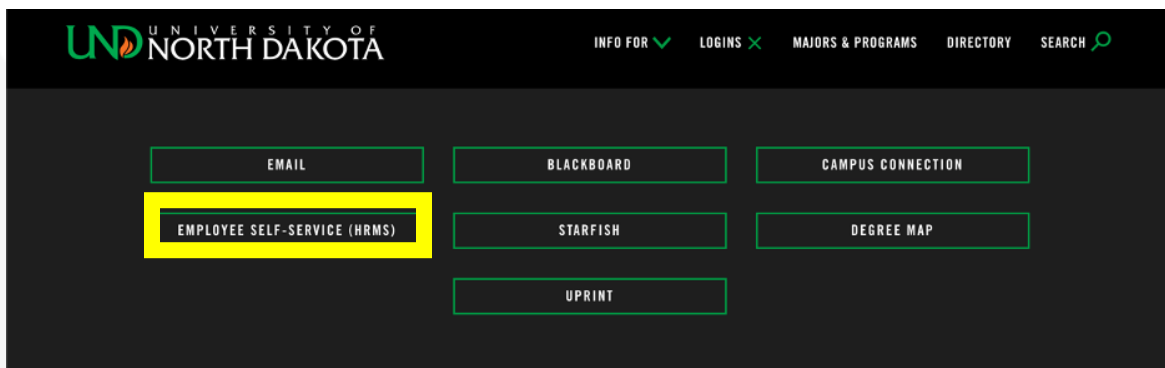 UND UNIVERSITY OF
NORTH DAKOTA
INFO FOR LOGINS MAJORS & PROGRAMS DIRECTORY SEARCH
EMAIL BLACKBOARD CAMPUS CONNECTION
EMPLOYEE SELF-SERVICE (HRMS) STARFISH DEGREE MAP
UPRINT